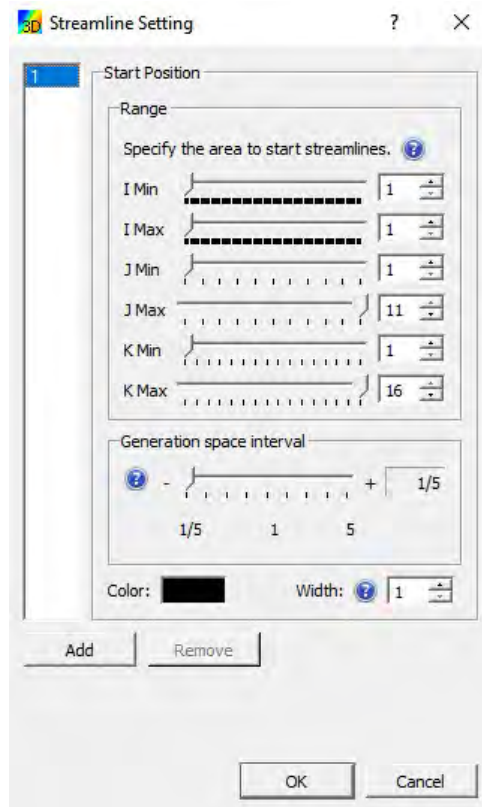 3D Streamline Setting ? ×
1
Start Position
Range
Specify the area to start streamlines. ?
I Min 1
I Max 1
J Min 1
J Max 11
K Min 1
K Max 16
Generation space interval
? - + 1/5
1/5 1 5
Color: Width: ? 1
Add Remove
OK Cancel